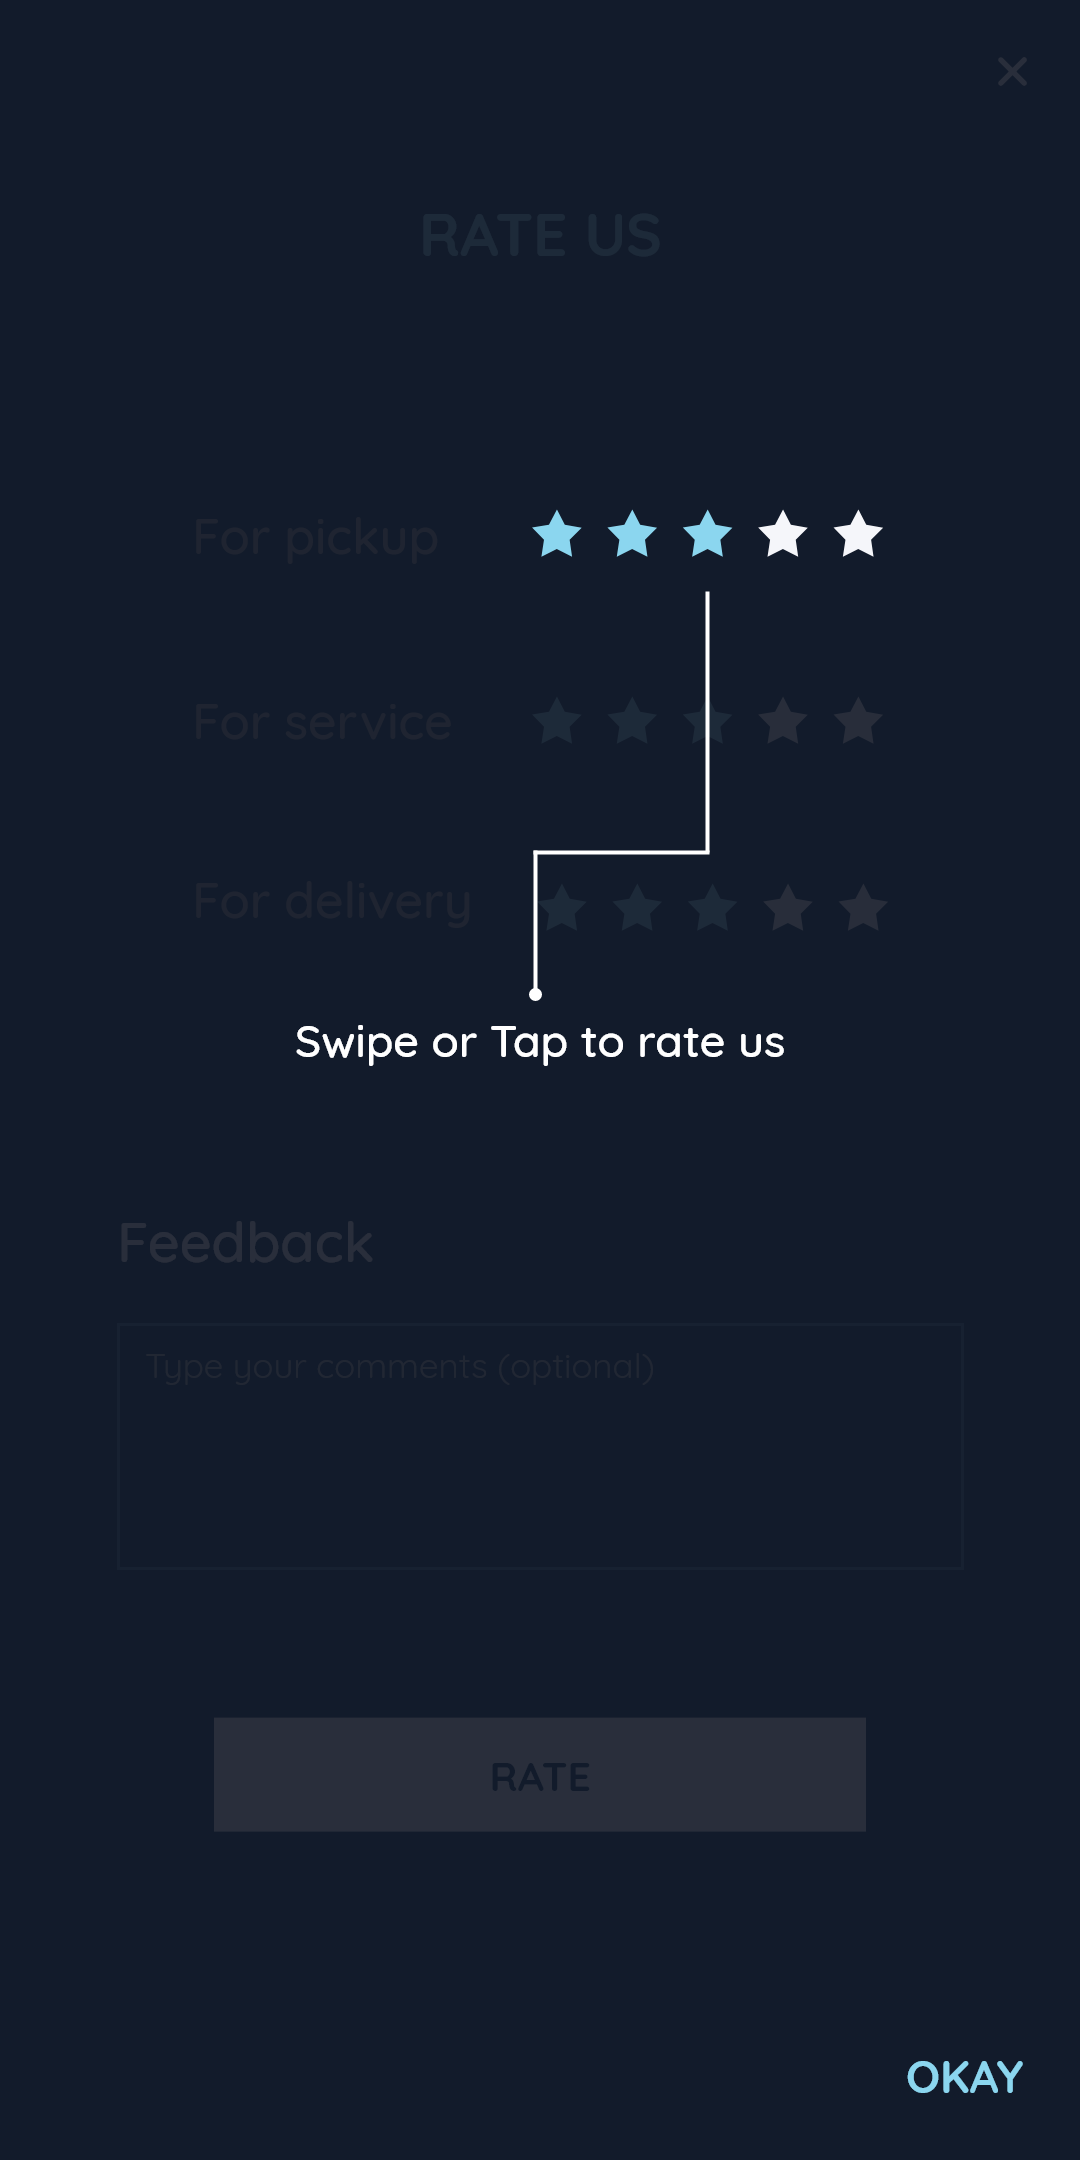 RATE US
For pickup
For service
For delivery
Swipe or Tap to rate us
Feedback
Type your comments (optional)
RATE
OKAY